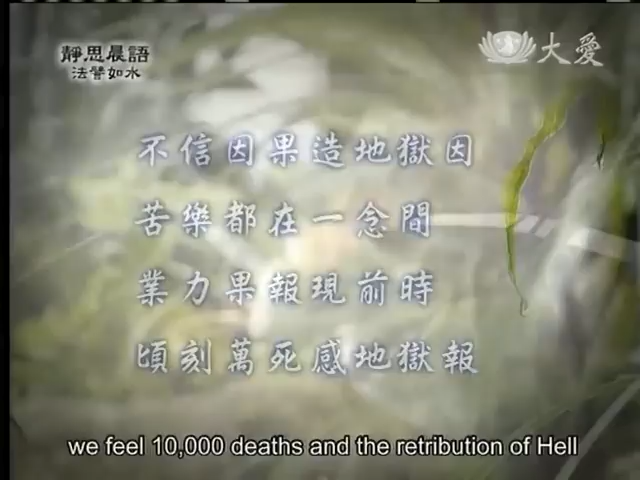 靜思晨語
法譬如水
大愛
不信因果造地獄因
苦樂都在一念間
業力果報現前時
頃刻萬死感地獄報
we feel 10,000 deaths and the retribution of Hell